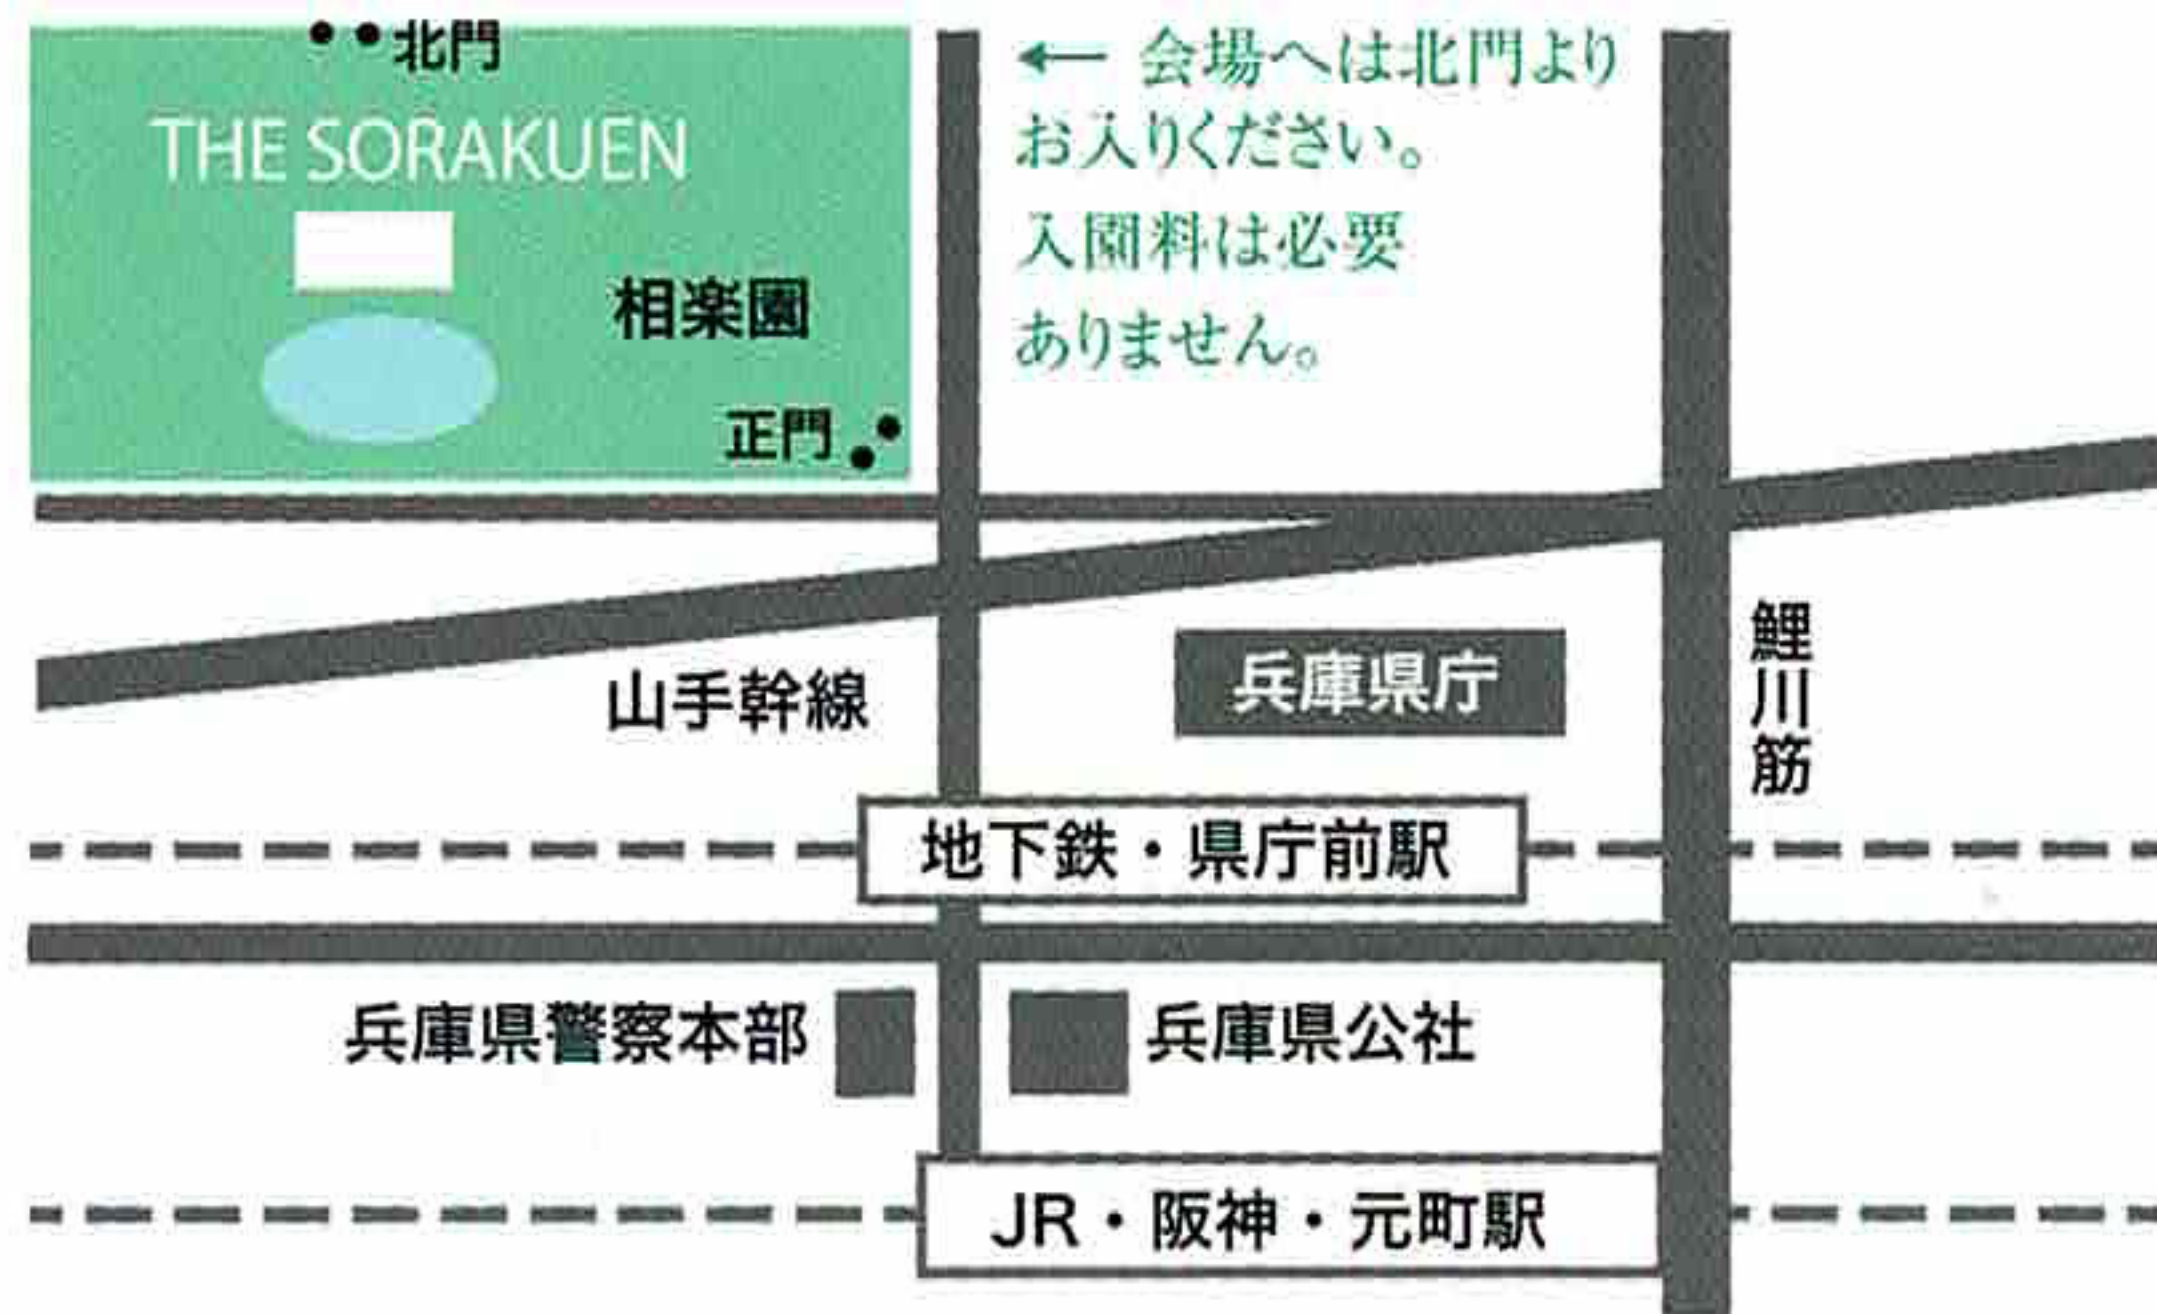 北門
THE SORAKUEN
相楽園
正門
← 会場へは北門より
お入りください。
入園料は必要
ありません。
山手幹線
兵庫県庁
鯉川筋
地下鉄・県庁前駅
兵庫県警察本部
兵庫県公社
JR・阪神・元町駅